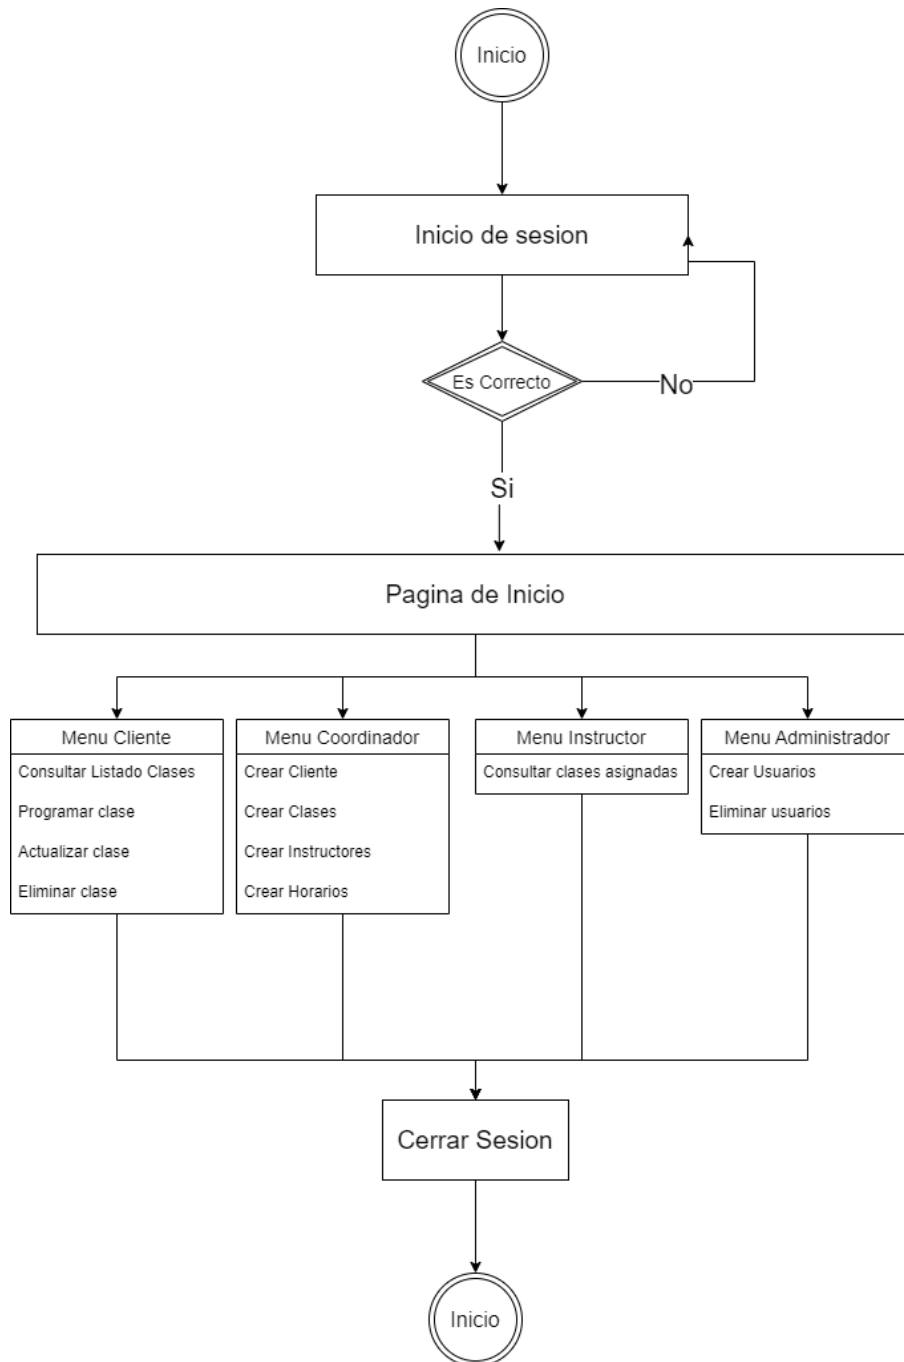 Inicio
Inicio de sesion
Es Correcto
No
Si
Pagina de Inicio
Menu Cliente
Consultar Listado Clases
Programar clase
Actualizar clase
Eliminar clase
Menu Coordinador
Crear Cliente
Crear Clases
Crear Instructores
Crear Horarios
Menu Instructor
Consultar clases asignadas
Menu Administrador
Crear Usuarios
Eliminar usuarios
Cerrar Sesion
Inicio